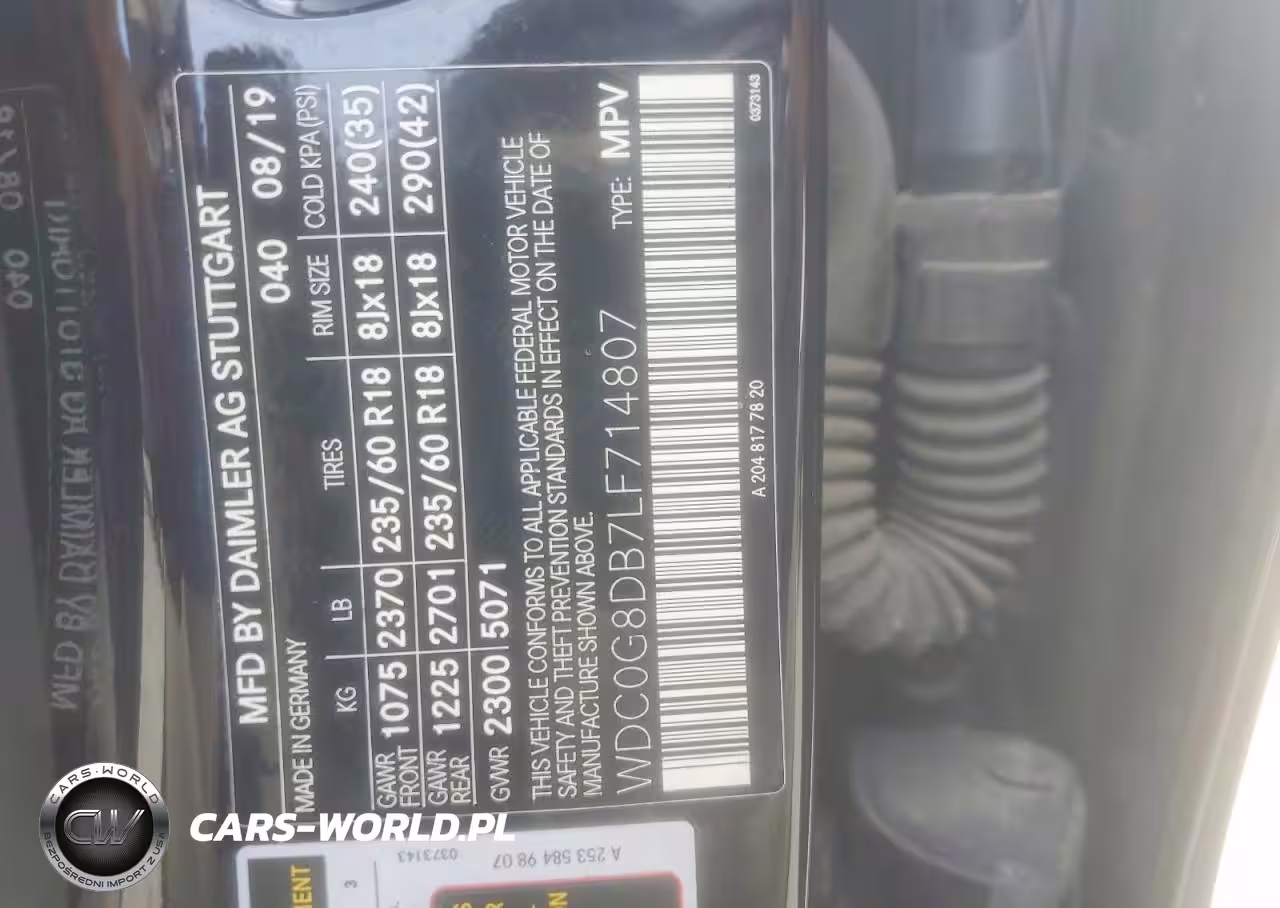 MFD BY DAIMLER AG STUTTGART
040 08/19
MADE IN GERMANY
KG LB TIRES RIM SIZE COLD KPA (PSI)
GAWR FRONT 1075 2370 235/60 R18 8Jx18 240(35)
GAWR REAR 1225 2701 235/60 R18 8Jx18 290(42)
GVWR 2300 5071
THIS VEHICLE CONFORMS TO ALL APPLICABLE FEDERAL MOTOR VEHICLE
SAFETY AND THEFT PREVENTION STANDARDS IN EFFECT ON THE DATE OF
MANUFACTURE SHOWN ABOVE.
WDC0G8DB7LF714807 TYPE: MPV
A 204 817 78 20 0373143
A 253 584 98 07 0373143
3
CARS-WORLD
CW
BEZPOŚREDNI IMPORT Z USA
CARS-WORLD.PL